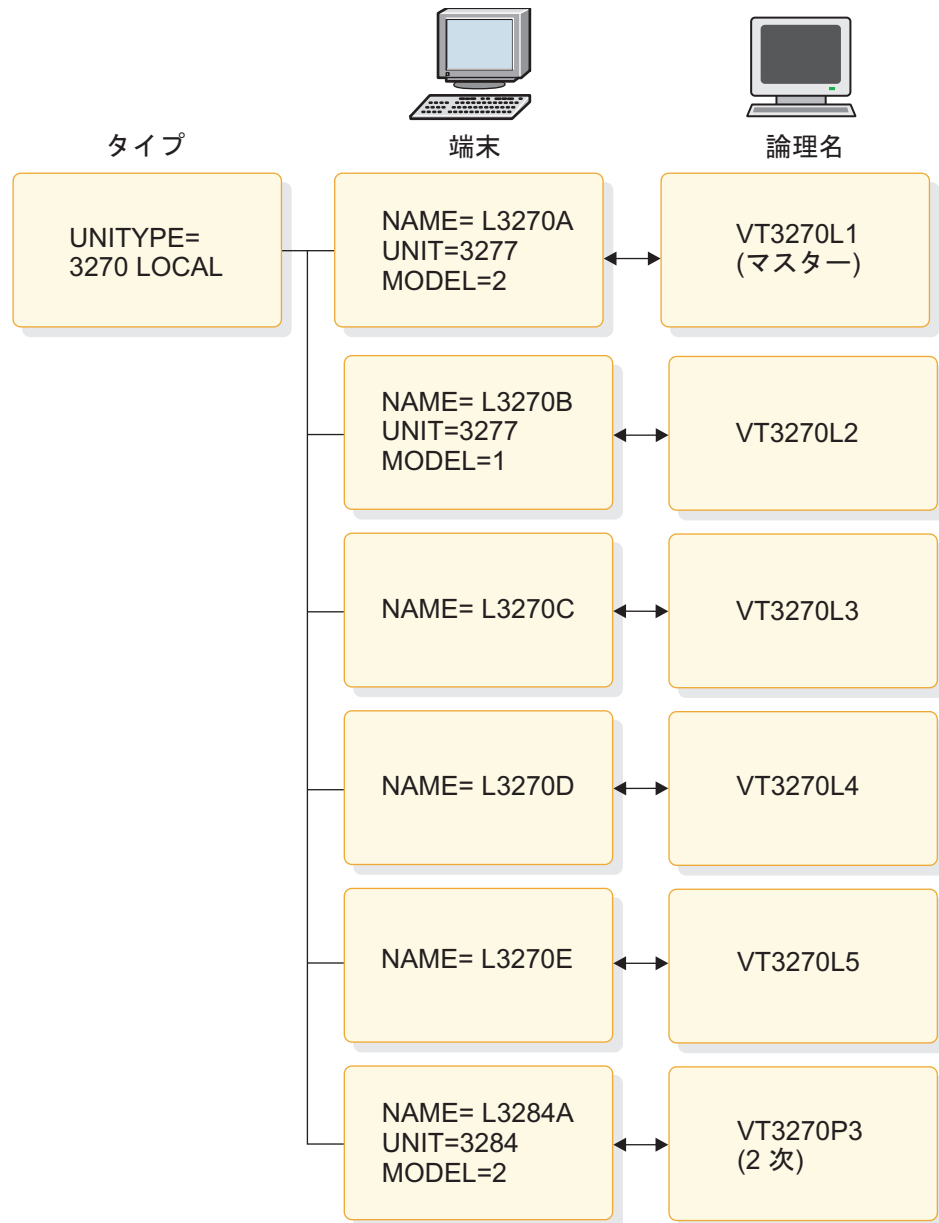 タイプ
端末
論理名
UNITYPE=
3270 LOCAL
NAME= L3270A
UNIT=3277
MODEL=2
VT3270L1
(マスター)
NAME= L3270B
UNIT=3277
MODEL=1
VT3270L2
NAME= L3270C
VT3270L3
NAME= L3270D
VT3270L4
NAME= L3270E
VT3270L5
NAME= L3284A
UNIT=3284
MODEL=2
VT3270P3
(2 次)